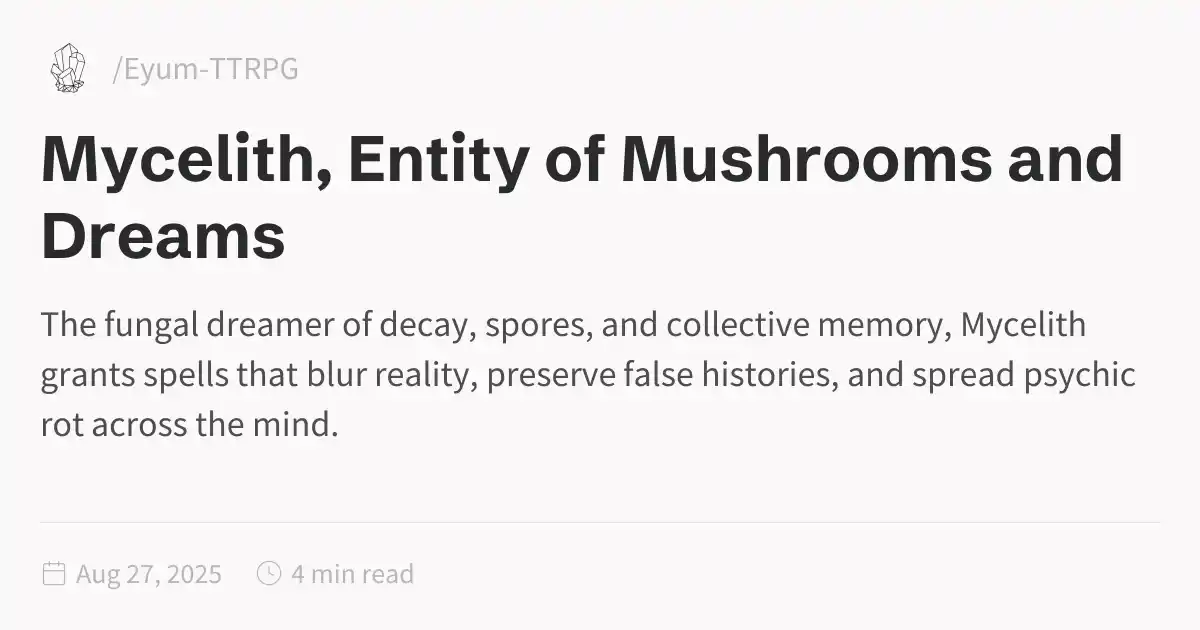 /Eyum-TTRPG
Mycelith, Entity of Mushrooms and
Dreams
The fungal dreamer of decay, spores, and collective memory, Mycelith
grants spells that blur reality, preserve false histories, and spread psychic
rot across the mind.
Aug 27, 2025 4 min read